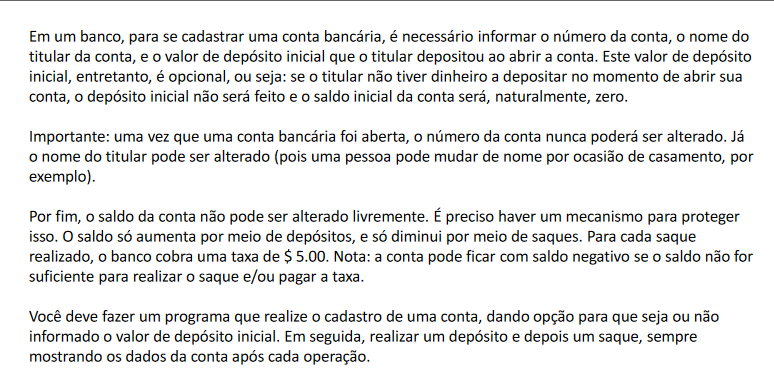 Em um banco, para se cadastrar uma conta bancária, é necessário informar o número da conta, o nome do
titular da conta, e o valor de depósito inicial que o titular depositou ao abrir a conta. Este valor de depósito
inicial, entretanto, é opcional, ou seja: se o titular não tiver dinheiro a depositar no momento de abrir sua
conta, o depósito inicial não será feito e o saldo inicial da conta será, naturalmente, zero.
Importante: uma vez que uma conta bancária foi aberta, o número da conta nunca poderá ser alterado. Já
o nome do titular pode ser alterado (pois uma pessoa pode mudar de nome por ocasião de casamento, por
exemplo).
Por fim, o saldo da conta não pode ser alterado livremente. É preciso haver um mecanismo para proteger
isso. O saldo só aumenta por meio de depósitos, e só diminui por meio de saques. Para cada saque
realizado, o banco cobra uma taxa de $ 5.00. Nota: a conta pode ficar com saldo negativo se o saldo não for
suficiente para realizar o saque e/ou pagar a taxa.
Você deve fazer um programa que realize o cadastro de uma conta, dando opção para que seja ou não
informado o valor de depósito inicial. Em seguida, realizar um depósito e depois um saque, sempre
mostrando os dados da conta após cada operação.